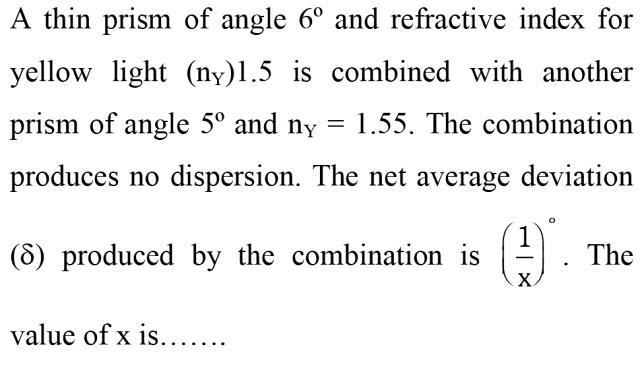 A thin prism of angle 6º and refractive index for
yellow light (nY)1.5 is combined with another
prism of angle 5º and nY = 1.55. The combination
produces no dispersion. The net average deviation
(δ) produced by the combination is (1/x)°. The
value of x is.......